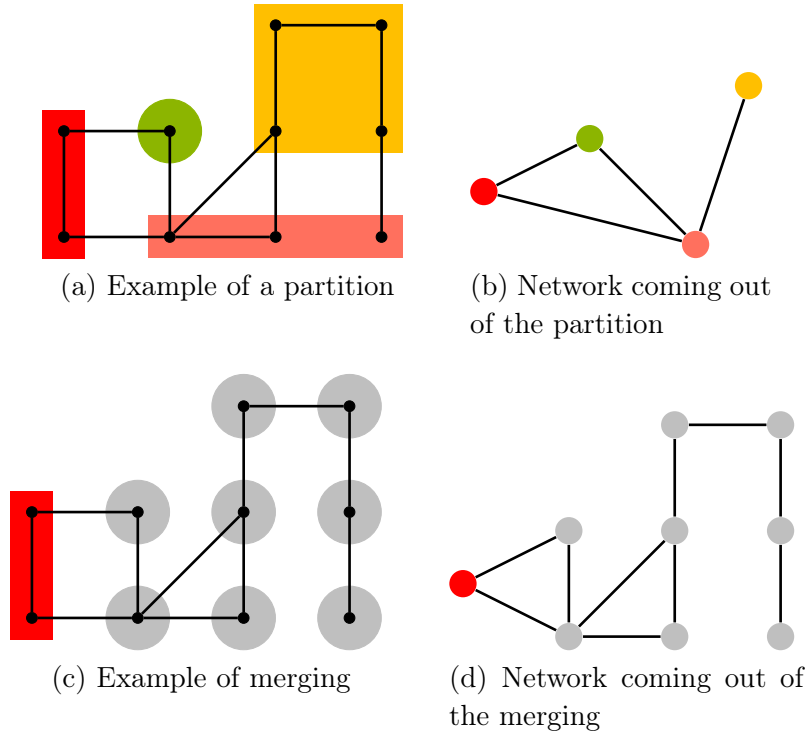 (a) Example of a partition
(b) Network coming out
of the partition
(c) Example of merging
(d) Network coming out of
the merging